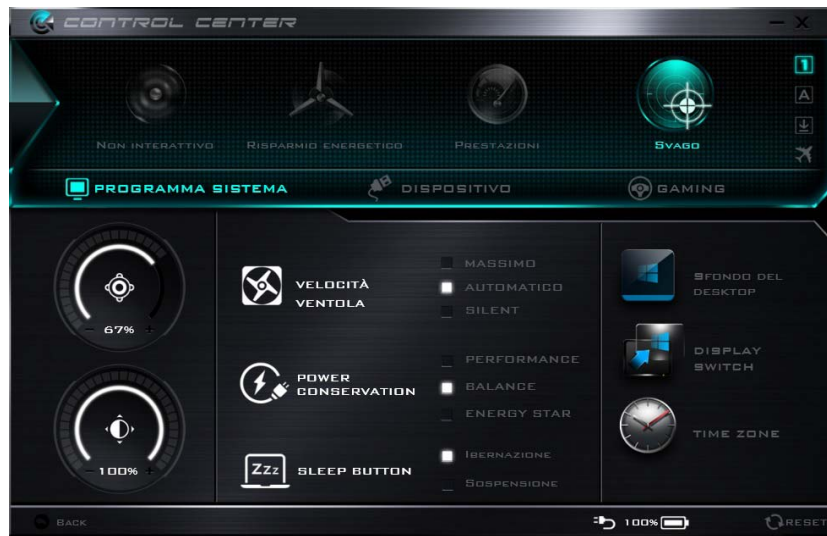 CONTROL CENTER
1
A
NON INTERATTIVO
RISPARMIO ENERGETICO
PRESTAZIONI
SVAGO
PROGRAMMA SISTEMA
DISPOSITIVO
GAMING
67%
100%
VELOCITÀ
VENTOLA
MASSIMO
AUTOMATICO
SILENT
POWER
CONSERVATION
PERFORMANCE
BALANCE
ENERGY STAR
ZZz
SLEEP BUTTON
IBERNAZIONE
SOSPENSIONE
SFONDO DEL
DESKTOP
DISPLAY
SWITCH
TIME ZONE
BACK
100%
RESET